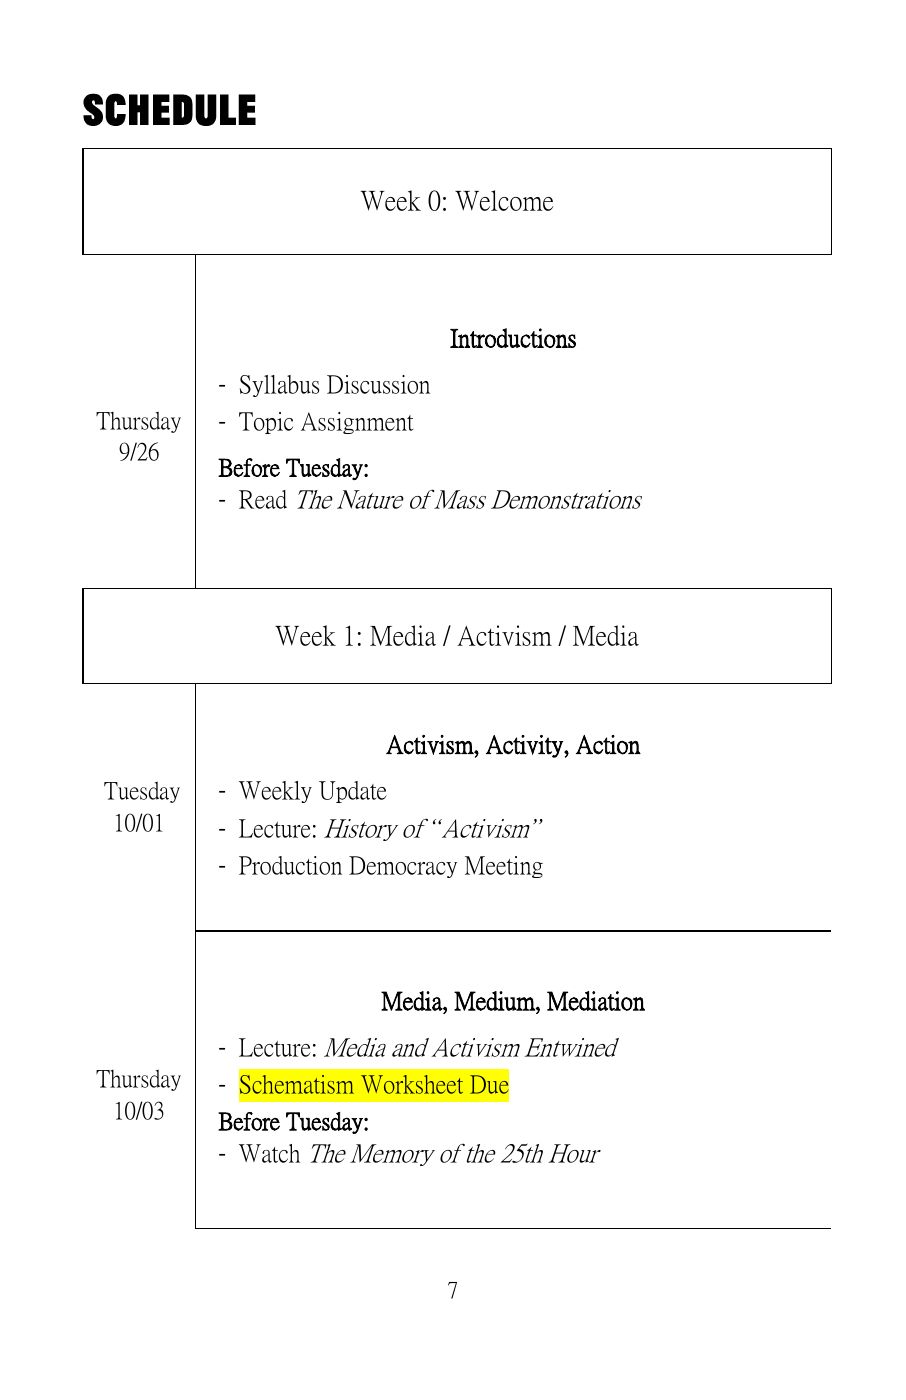 SCHEDULE
Week 0: Welcome
Thursday
9/26
Introductions
- Syllabus Discussion
- Topic Assignment
Before Tuesday:
- Read The Nature of Mass Demonstrations
Week 1: Media / Activism / Media
Tuesday
10/01
Activism, Activity, Action
- Weekly Update
- Lecture: History of “Activism”
- Production Democracy Meeting
Thursday
10/03
Media, Medium, Mediation
- Lecture: Media and Activism Entwined
- Schematism Worksheet Due
Before Tuesday:
- Watch The Memory of the 25th Hour
7